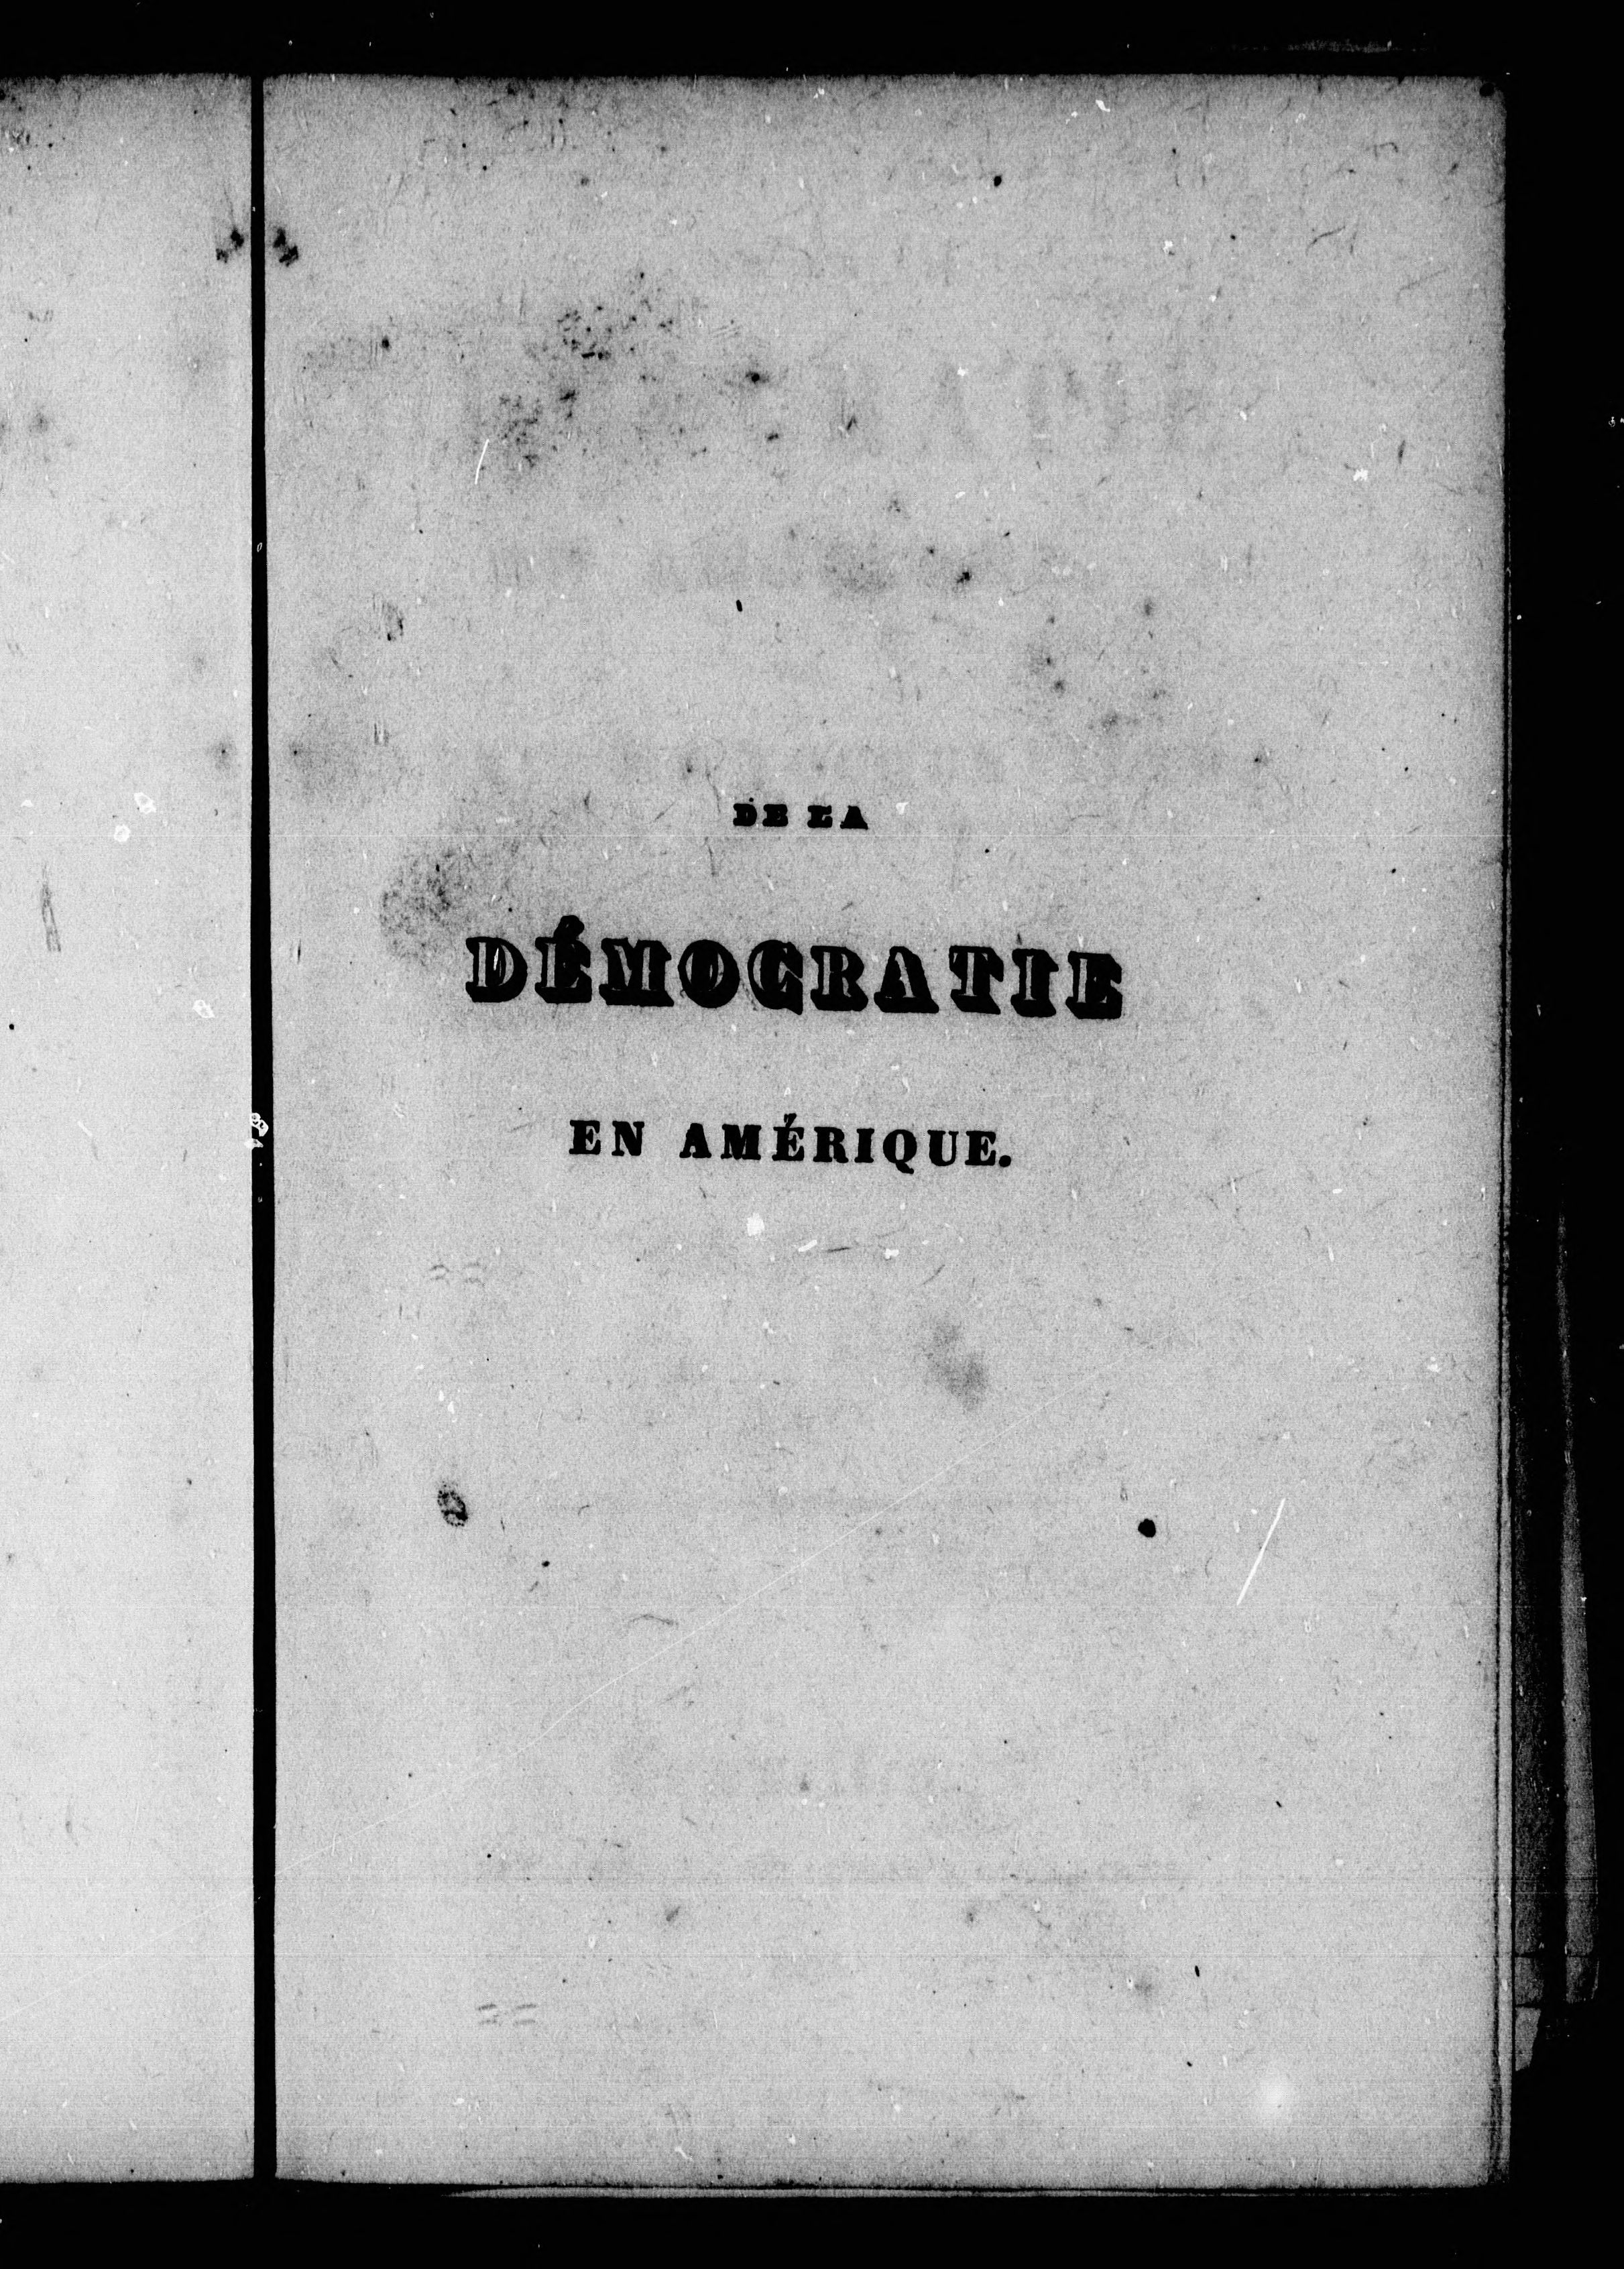 DE LA
DÉMOCRATIE
EN AMÉRIQUE.